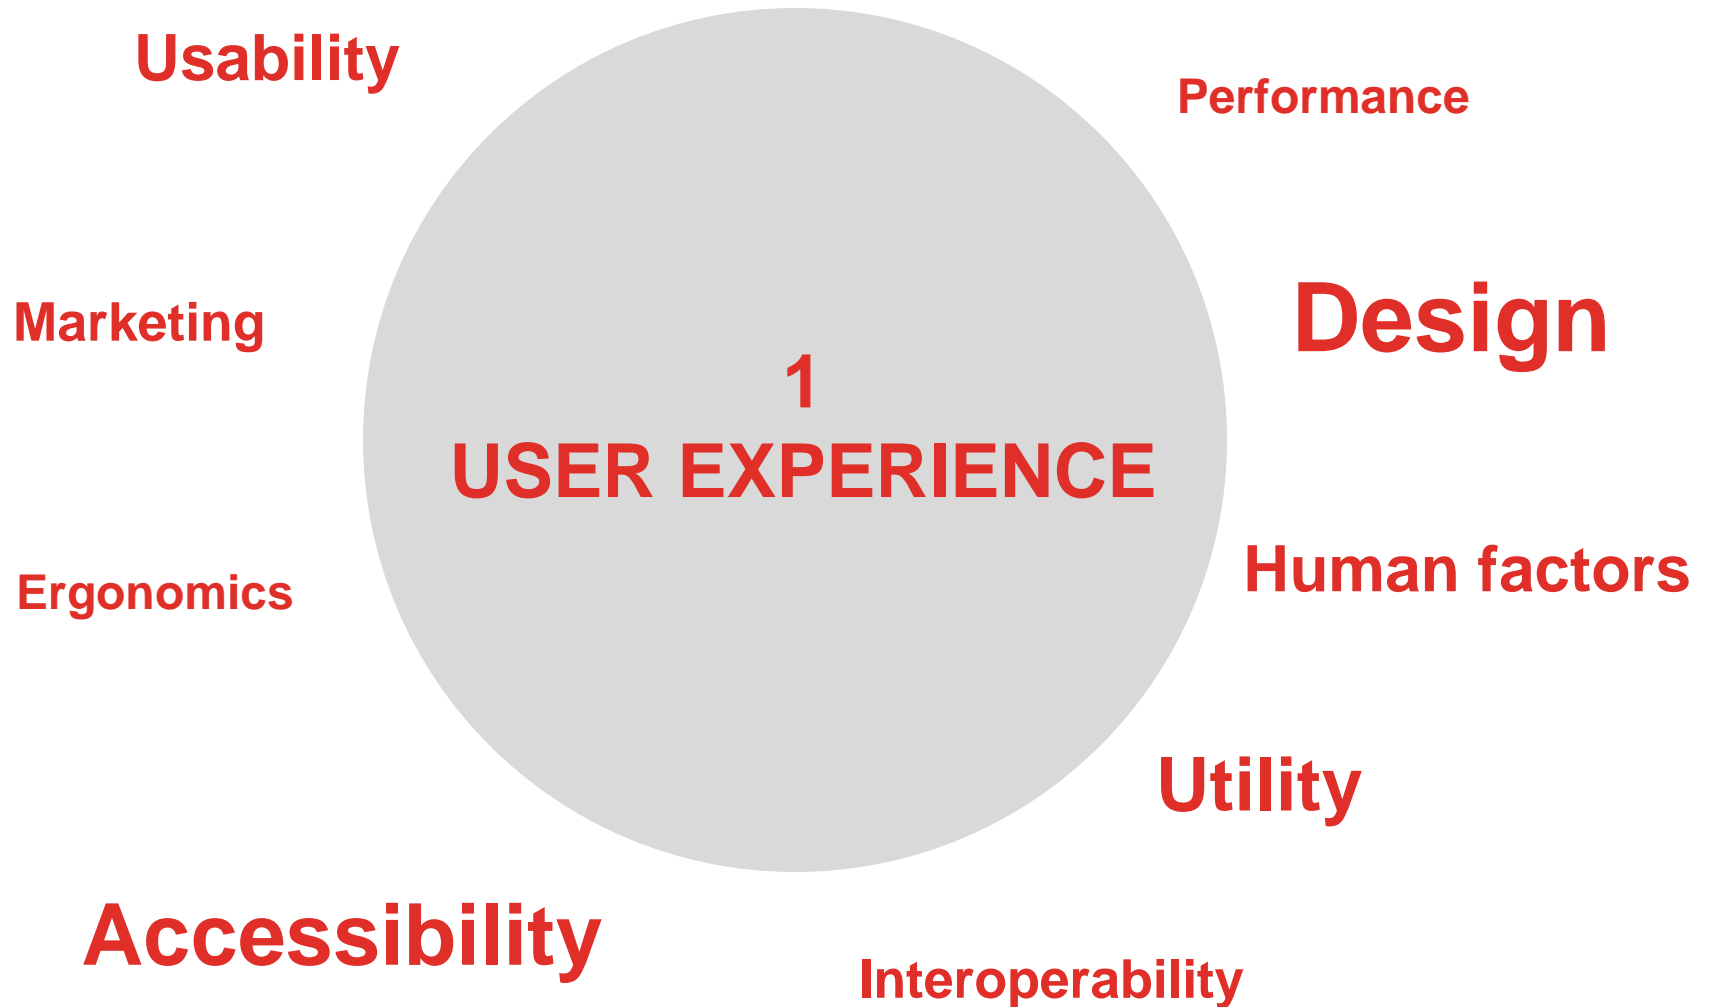 Usability
Performance
Marketing
Design
1
USER EXPERIENCE
Ergonomics
Human factors
Utility
Accessibility
Interoperability